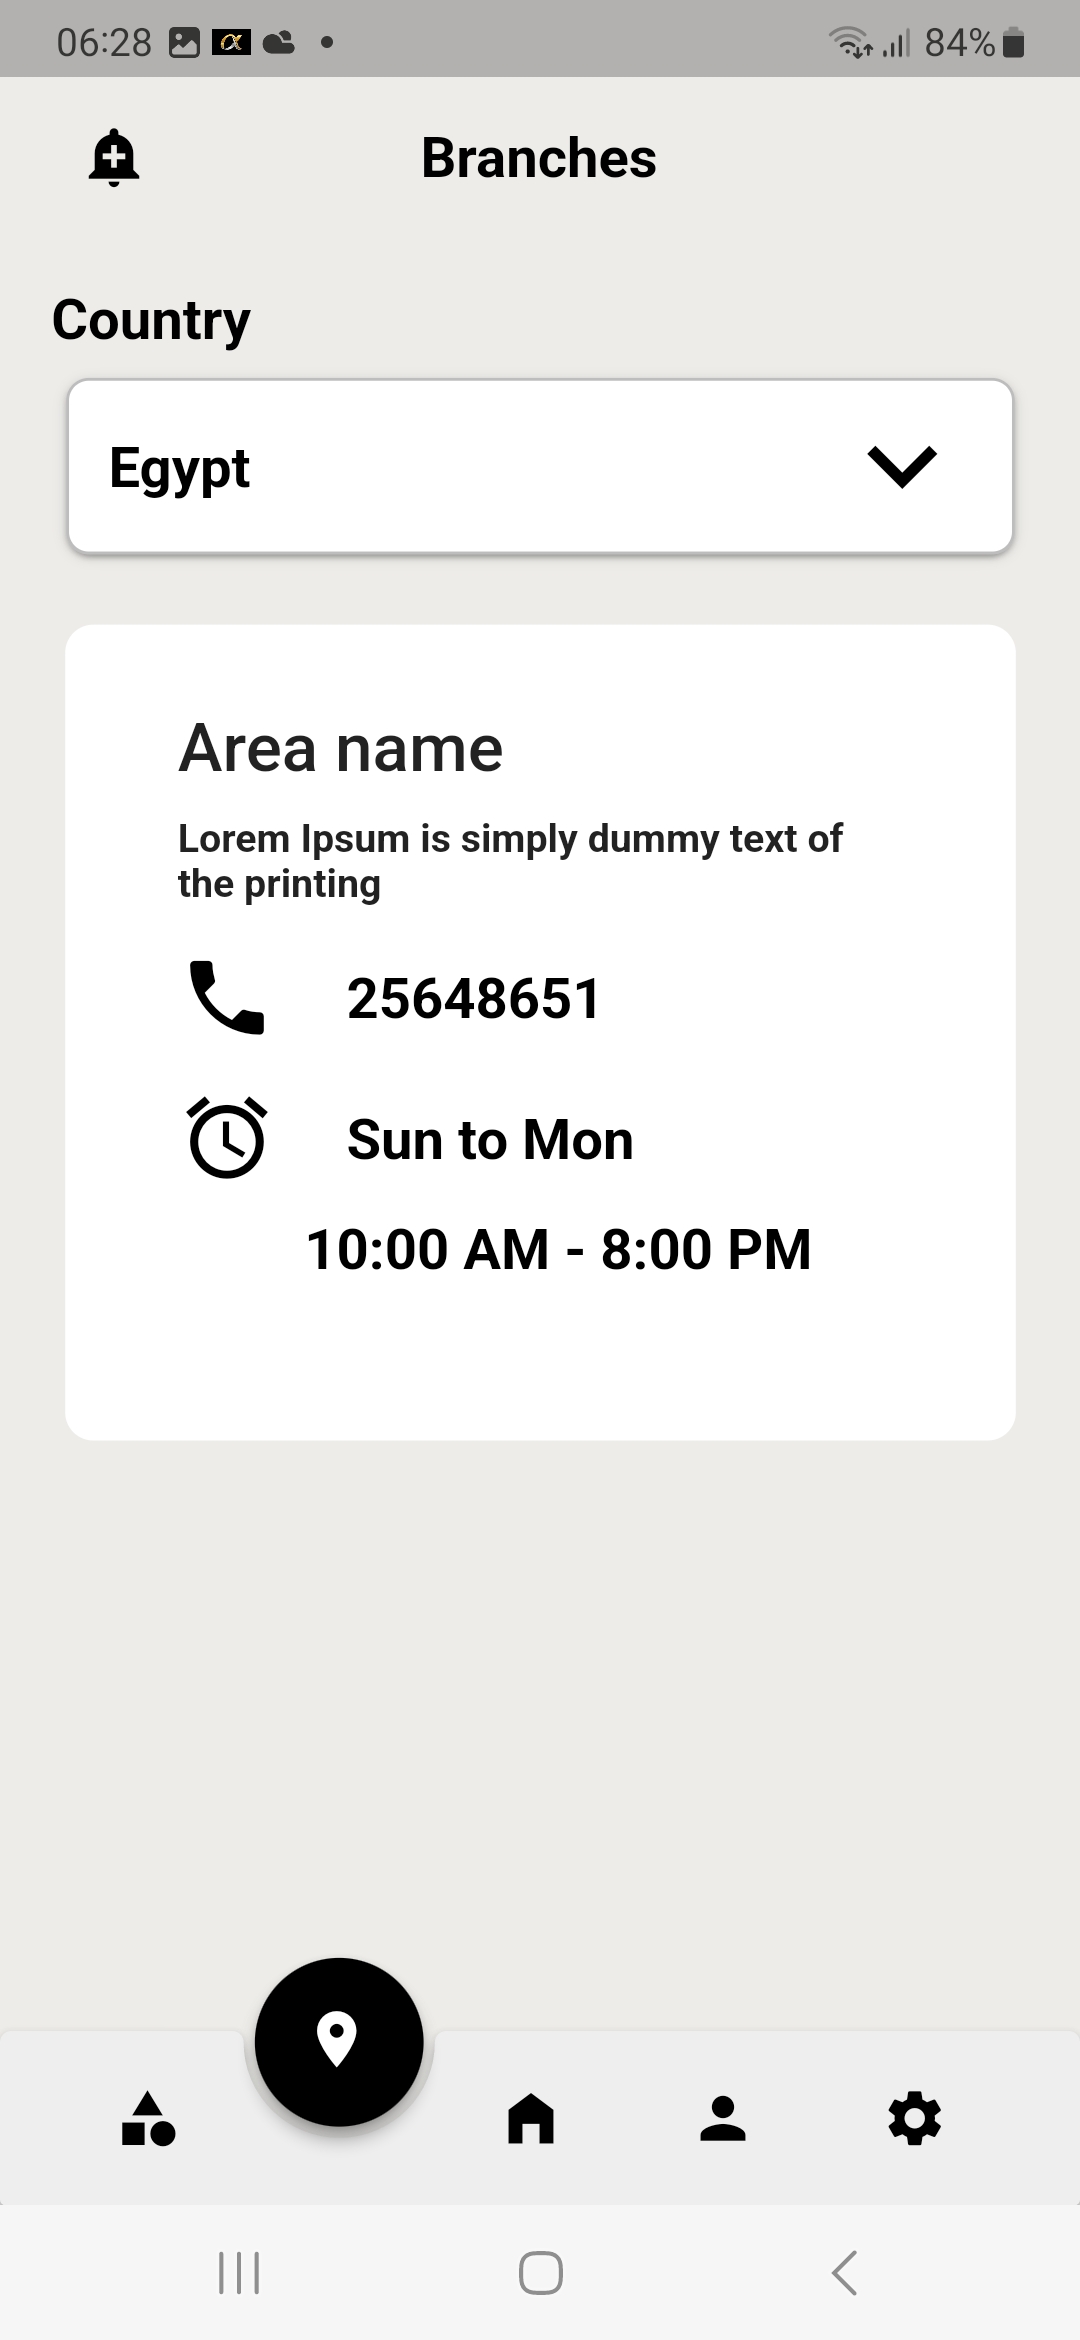 06:28
84%
Branches
Country
Egypt
Area name
Lorem Ipsum is simply dummy text of
the printing
25648651
Sun to Mon
10:00 AM - 8:00 PM